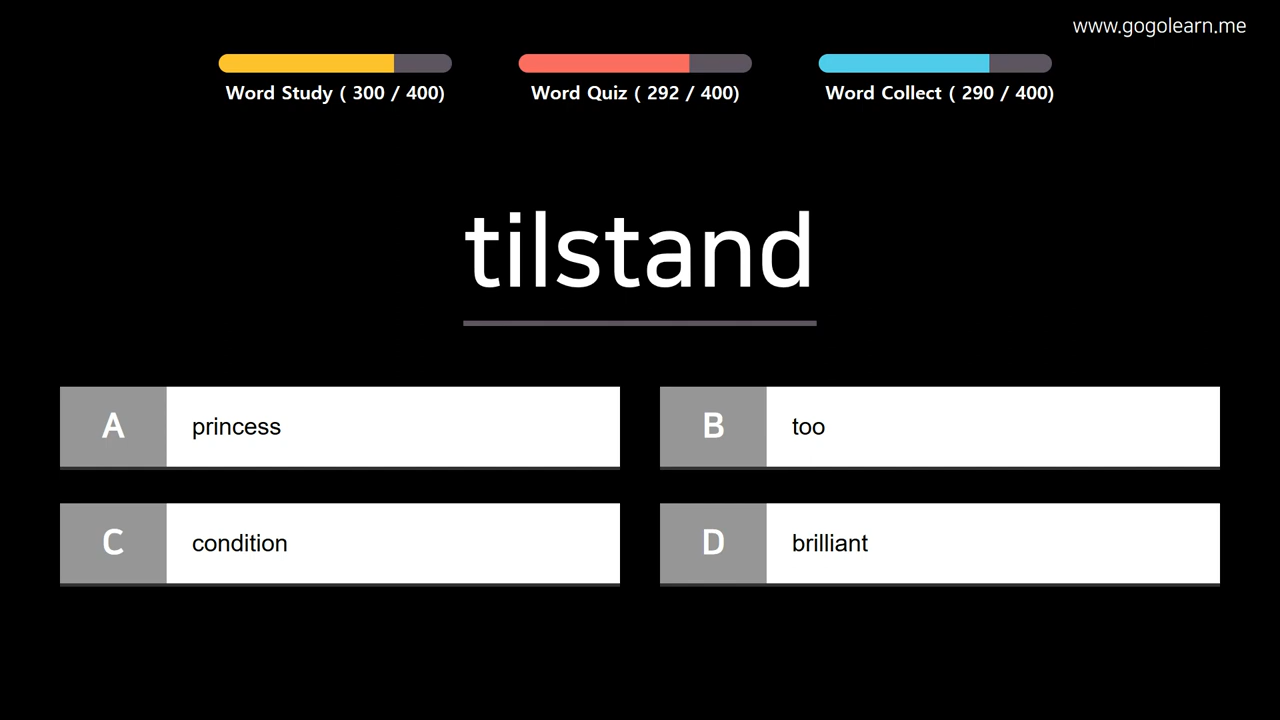 www.gogolearn.me
Word Study ( 300 / 400)
Word Quiz ( 292 / 400)
Word Collect ( 290 / 400)
tilstand
A princess
B too
C condition
D brilliant